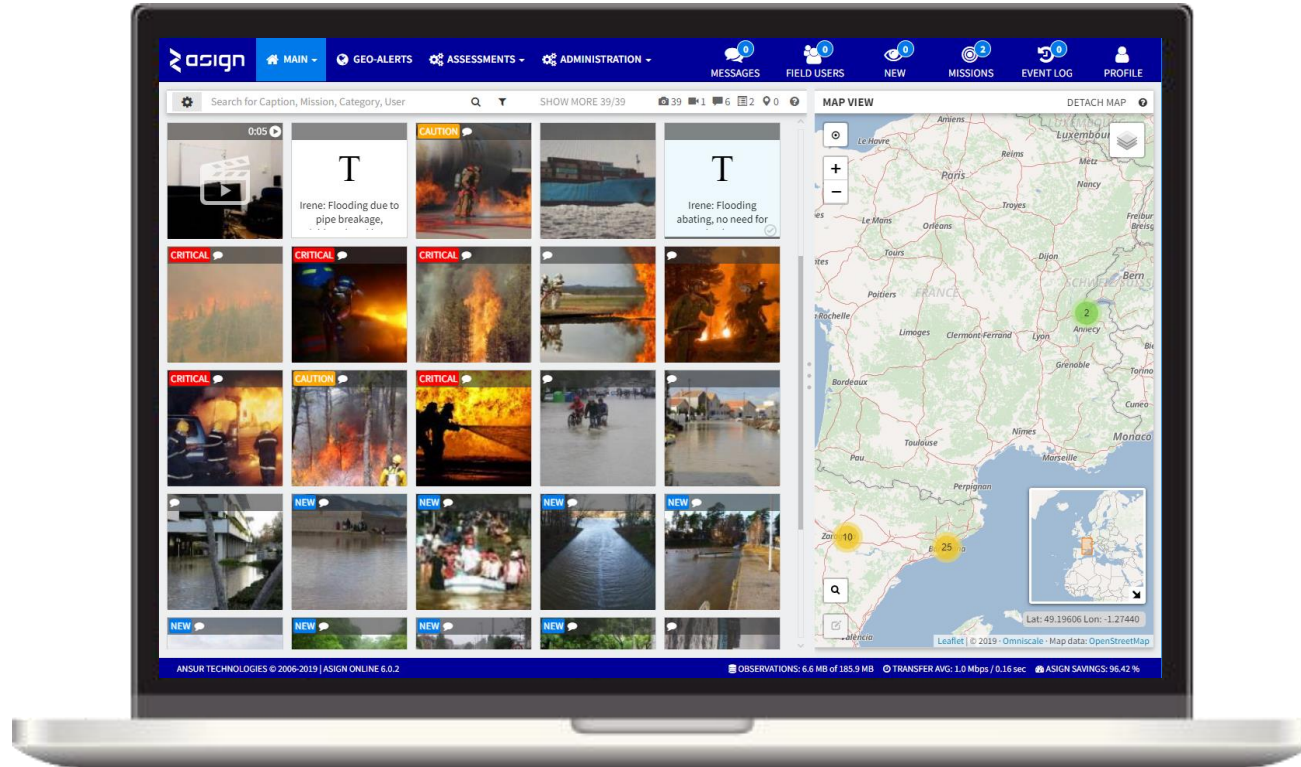 asign
MAIN
GEO-ALERTS
ASSESSMENTS
ADMINISTRATION
0
MESSAGES
0
FIELD USERS
0
NEW
2
MISSIONS
0
EVENT LOG
PROFILE
Search for Caption, Mission, Category, User
SHOW MORE 39/39
39 1 6 2 0
MAP VIEW
DETACH MAP
0:05
T
Irene: Flooding due to
pipe breakage,
CAUTION
T
Irene: Flooding
abating, no need for
CRITICAL
CRITICAL
CRITICAL
CRITICAL
CAUTION
CRITICAL
NEW
NEW
NEW
NEW
NEW
NEW
NEW
NEW
Amiens
Le Havre
Luxembour
Reims
Metz
Paris
Nancy
Troyes
Le Mans
Orléans
Tours
Dijon
Bern
Poitiers
FRANCE
Limoges
Clermont-Ferrand
Lyon
2
Annecy
Grenoble
Torino
Bordeaux
Cuneo
Nîmes
Monaco
Toulouse
Marseille
Pau
Perpignan
10
25
+
−
Lat: 49.19606 Lon: -1.27440
Leaflet | © 2019 · Omniscale · Map data: OpenStreetMap
ANSUR TECHNOLOGIES © 2006-2019 | ASIGN ONLINE 6.0.2
OBSERVATIONS: 6.6 MB of 185.9 MB TRANSFER AVG: 1.0 Mbps / 0.16 sec ASIGN SAVINGS: 96.42 %